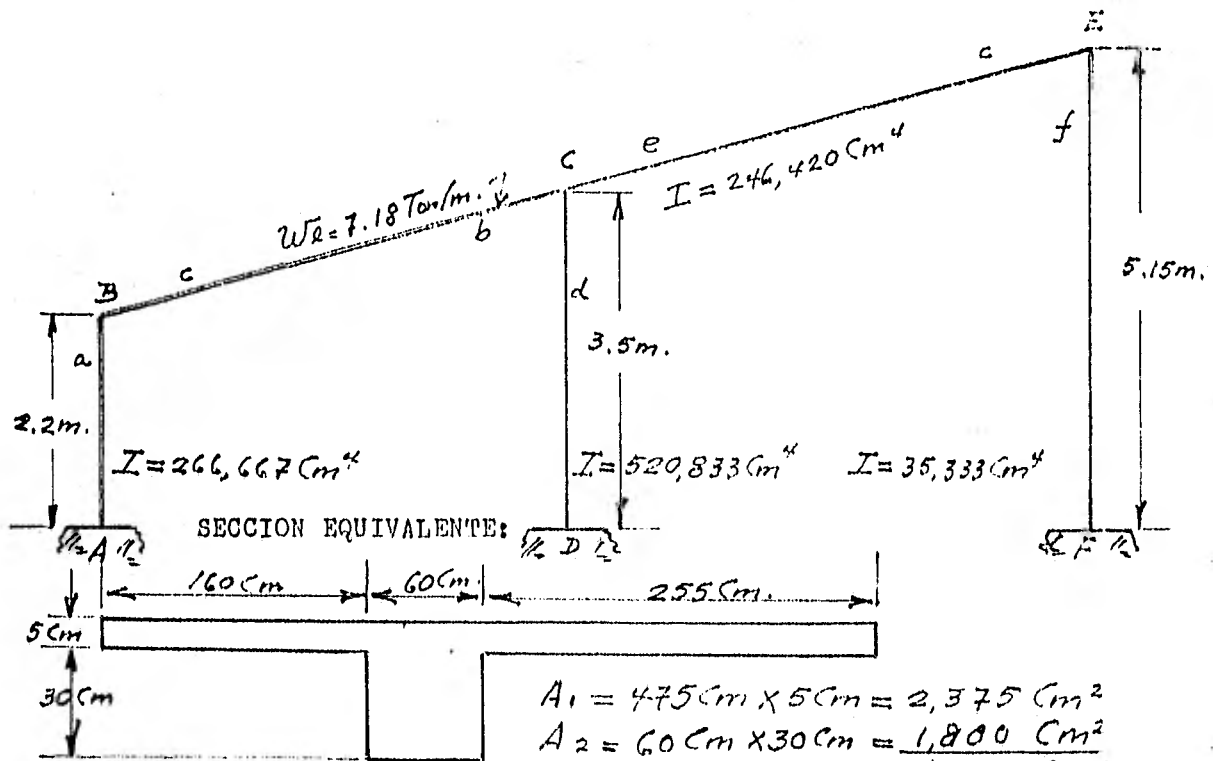 E
c
f
C
e
I = 246,420 Cm⁴
Wl = 7.18 Ton/m.
b
5.15m.
B
c
a
d
3.5m.
2.2m.
I = 266,667 Cm⁴
I = 520,833 Cm⁴
I = 35,333 Cm⁴
SECCION EQUIVALENTE:
A
D
F
160 Cm
60 Cm.
255 Cm.
5 Cm
30 Cm
A1 = 475 Cm X 5 Cm = 2,375 Cm²
A2 = 60 Cm X 30 Cm = 1,800 Cm²